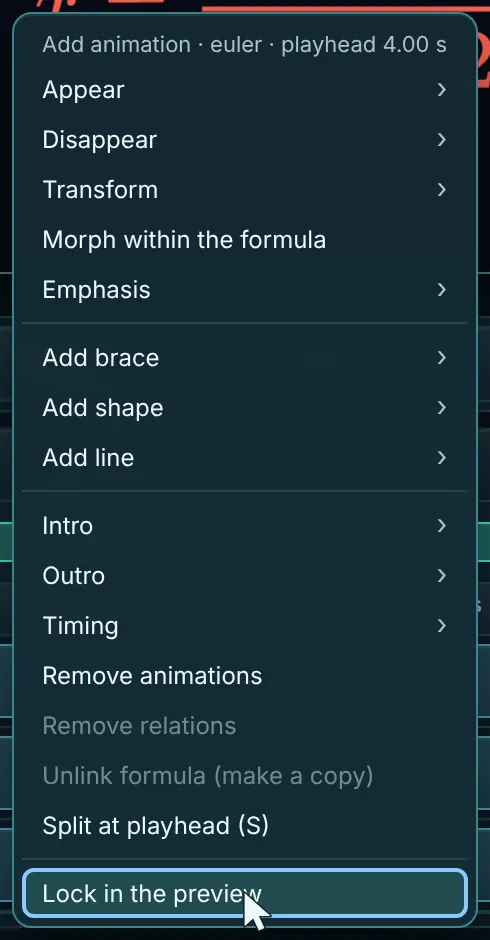 Add animation · euler · playhead 4.00 s
Appear
Disappear
Transform
Morph within the formula
Emphasis
Add brace
Add shape
Add line
Intro
Outro
Timing
Remove animations
Remove relations
Unlink formula (make a copy)
Split at playhead (S)
Lock in the preview